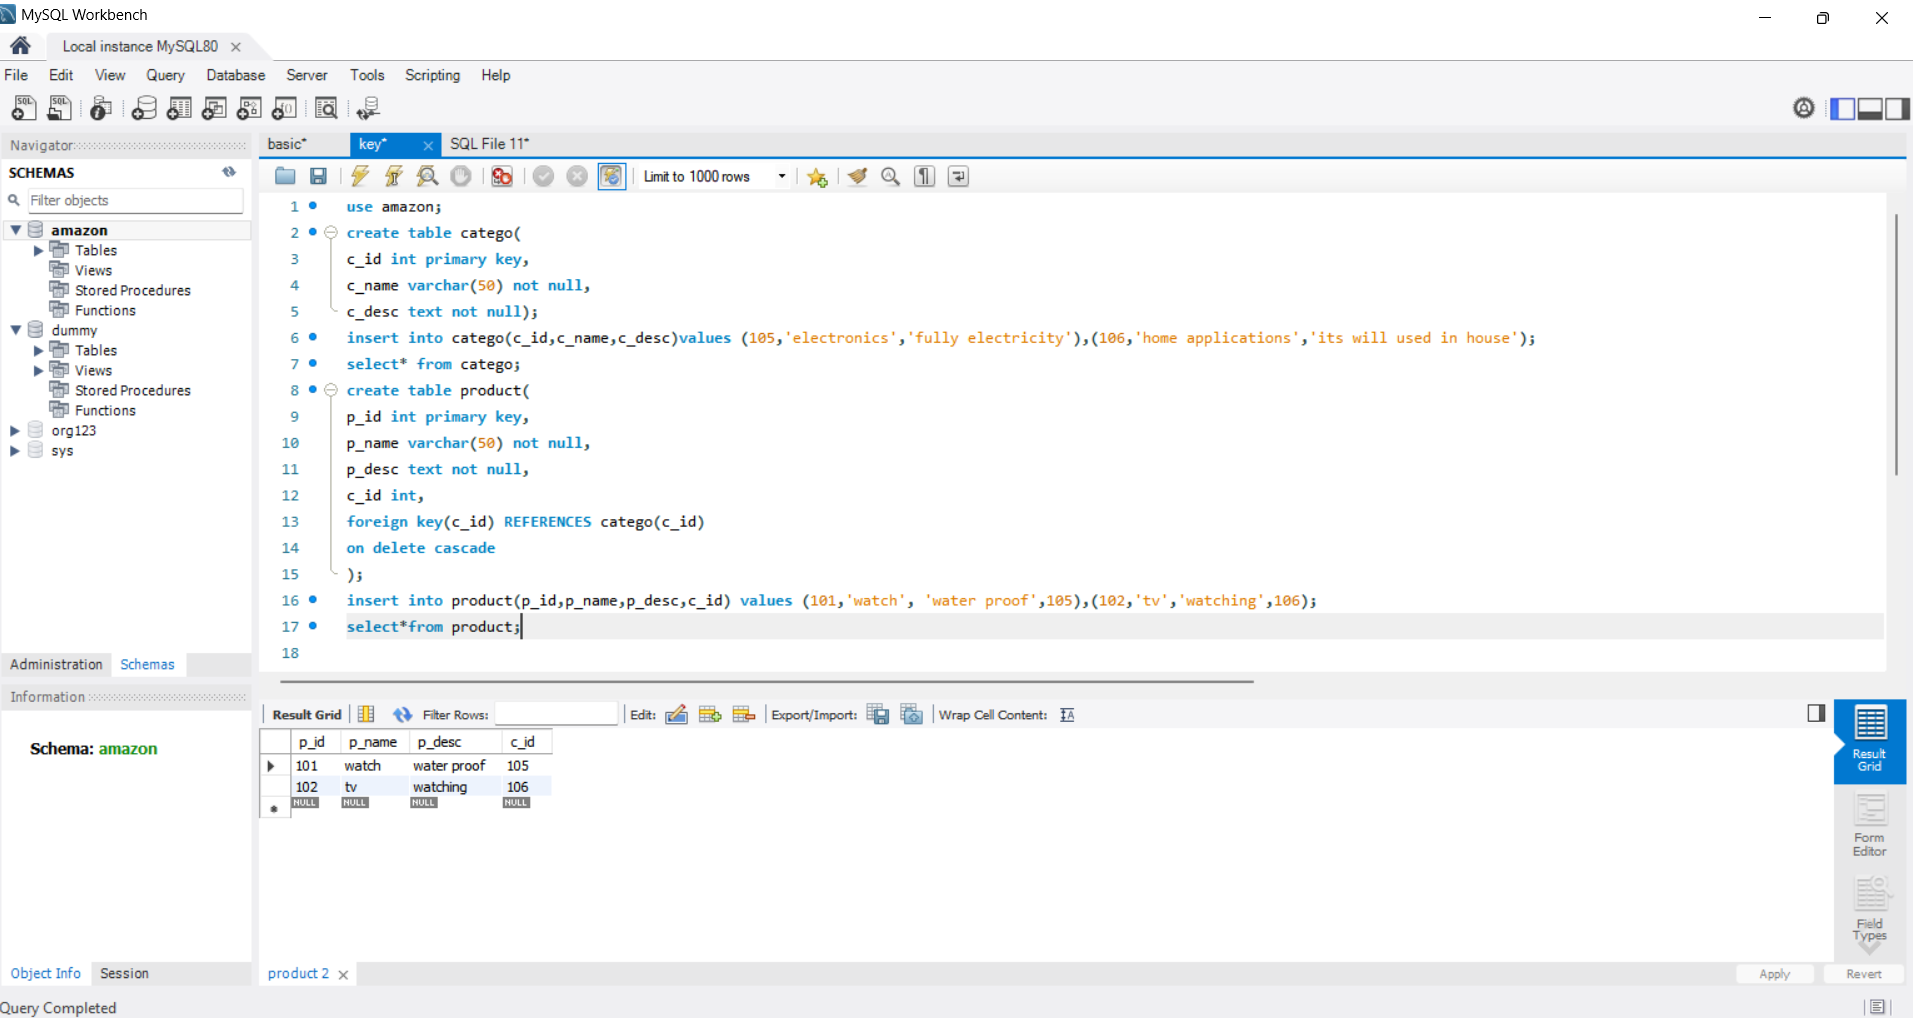 MySQL Workbench
Local instance MySQL80
File Edit View Query Database Server Tools Scripting Help
Navigator
SCHEMAS
Filter objects
amazon
Tables
Views
Stored Procedures
Functions
dummy
Tables
Views
Stored Procedures
Functions
org123
sys
Administration Schemas
Information
Schema: amazon
Object Info Session
basic* key* SQL File 11*
Limit to 1000 rows
1 use amazon;
2 create table catego(
3 c_id int primary key,
4 c_name varchar(50) not null,
5 c_desc text not null);
6 insert into catego(c_id,c_name,c_desc)values (105,'electronics','fully electricity'),(106,'home applications','its will used in house');
7 select* from catego;
8 create table product(
9 p_id int primary key,
10 p_name varchar(50) not null,
11 p_desc text not null,
12 c_id int,
13 foreign key(c_id) REFERENCES catego(c_id)
14 on delete cascade
15 );
16 insert into product(p_id,p_name,p_desc,c_id) values (101,'watch', 'water proof',105),(102,'tv','watching',106);
17 select*from product;
18
Result Grid Filter Rows: Edit: Export/Import: Wrap Cell Content:
p_id p_name p_desc c_id
101 watch water proof 105
102 tv watching 106
NULL NULL NULL NULL
Result Grid
Form Editor
Field Types
product 2
Apply Revert
Query Completed